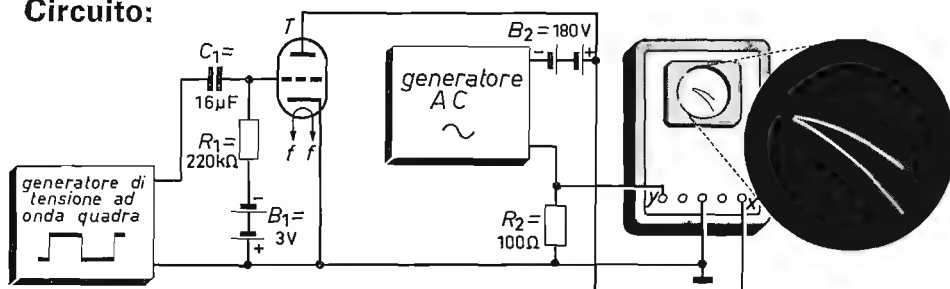 Circuito:
T
C₁=
16µF
R₁=
220kΩ
B₁=
3V
f f
generatore di
tensione ad
onda quadra
B₂=180V
- +
generatore
AC
R₂=
100Ω
y
x
-
+